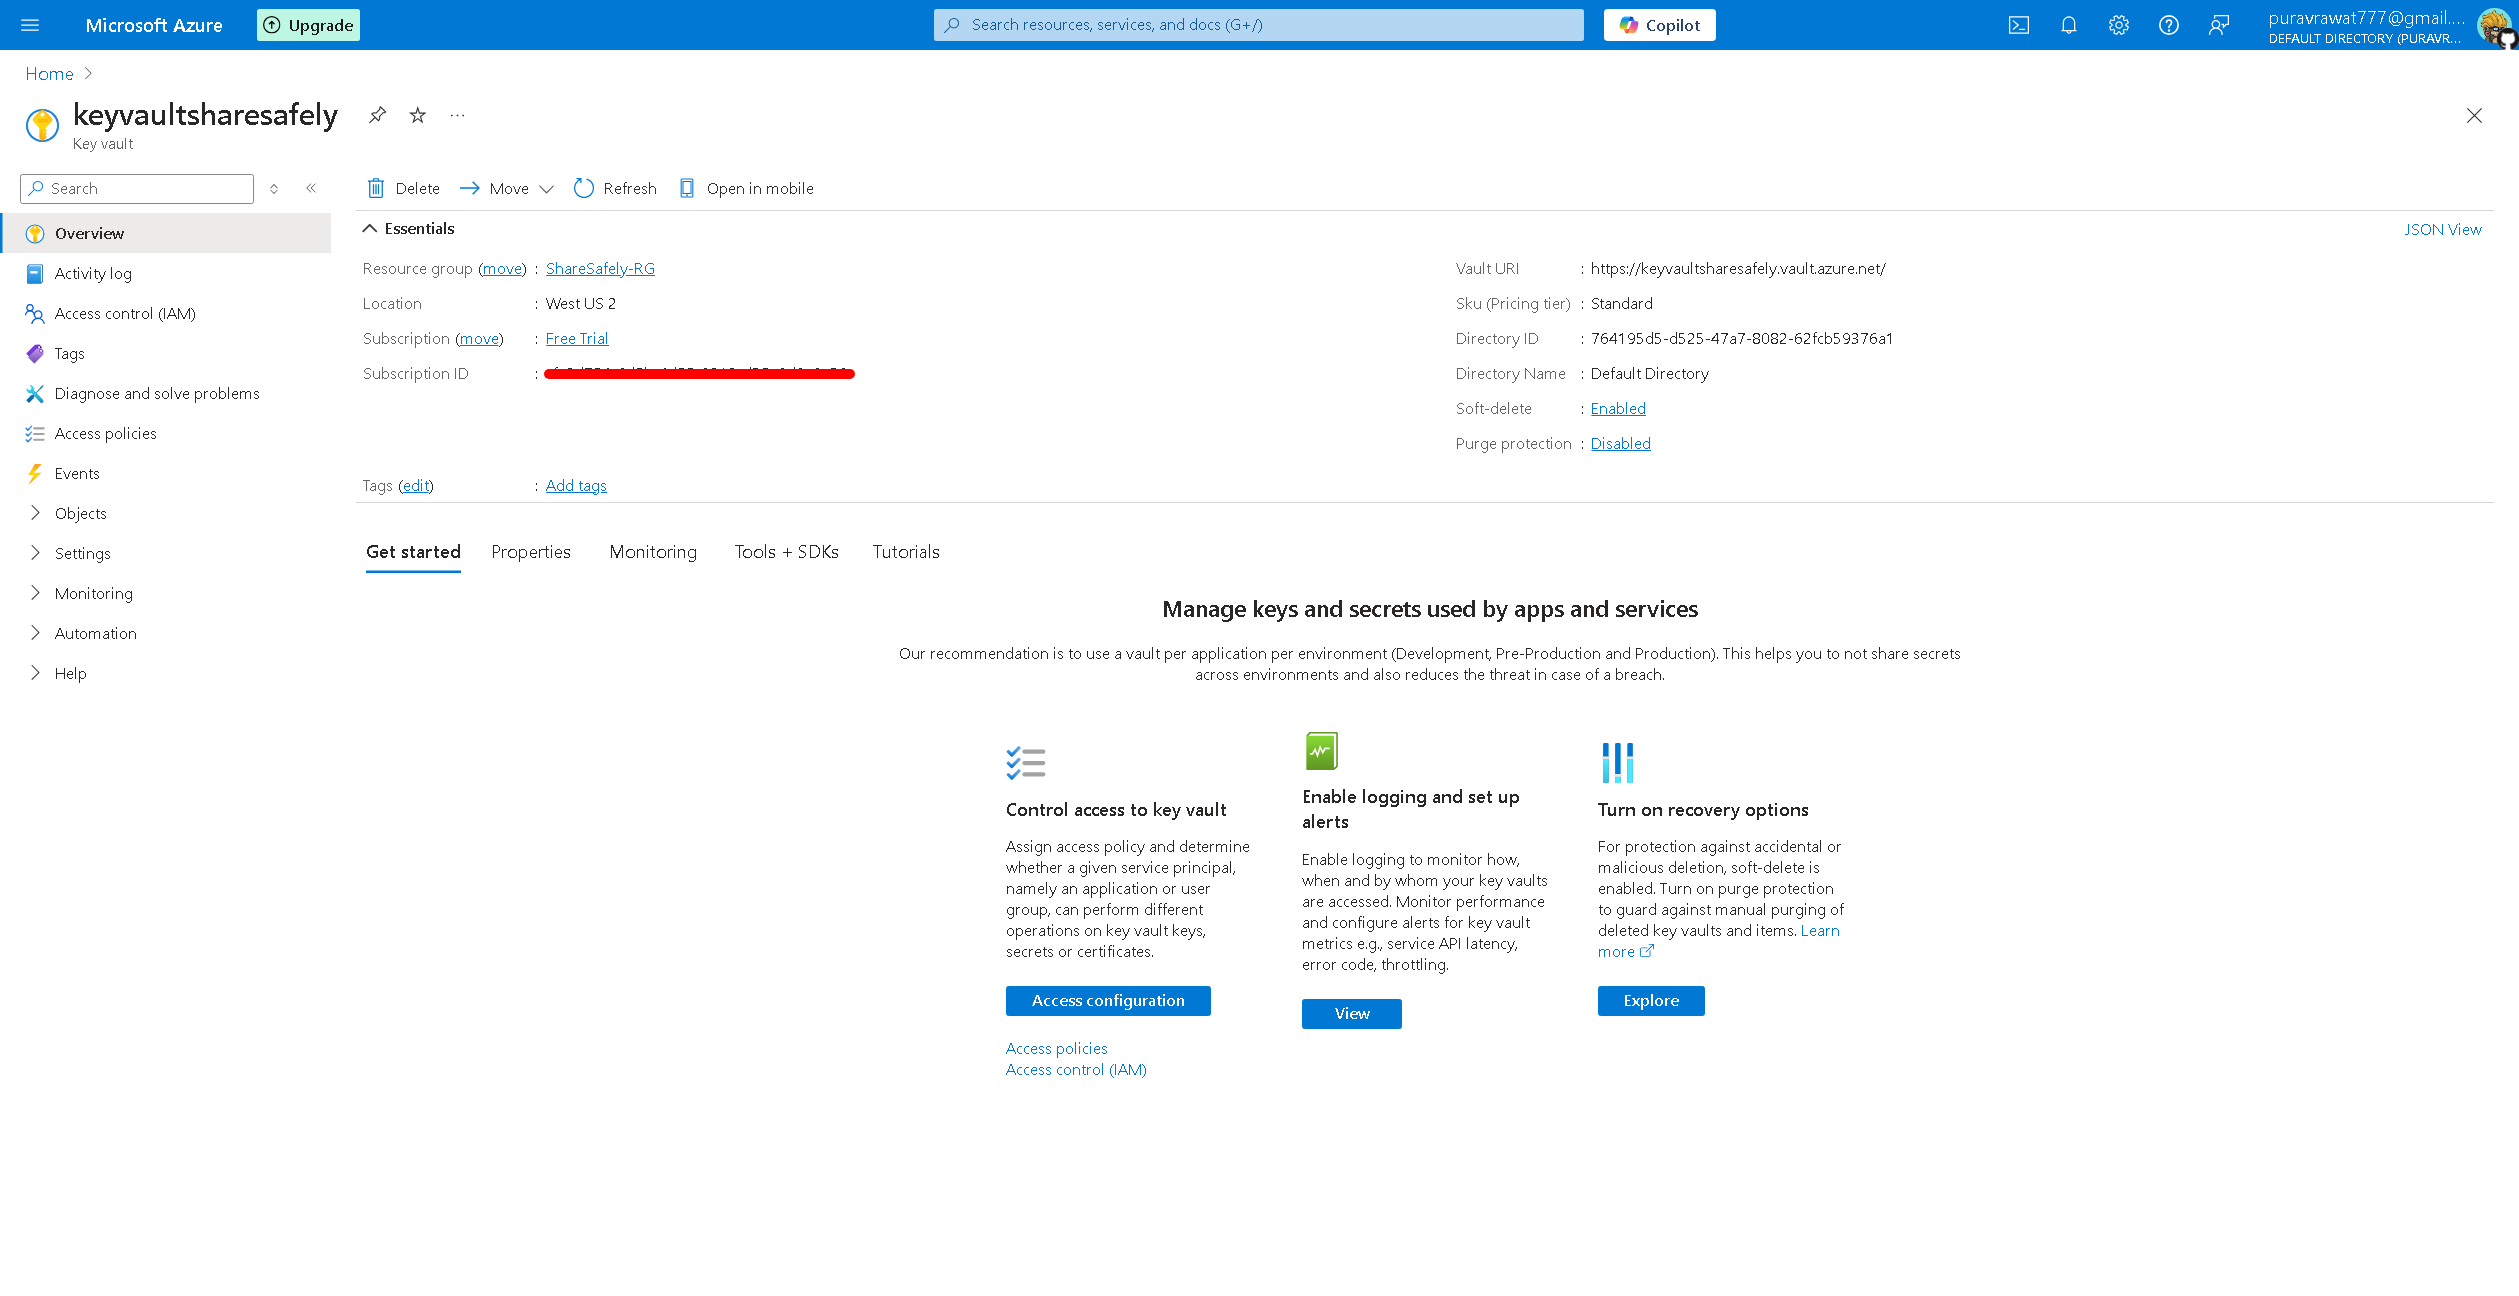 Microsoft Azure
Upgrade
Search resources, services, and docs (G+/)
Copilot
puravrawat777@gmail....
DEFAULT DIRECTORY (PURAVR...
Home
keyvaultsharesafely
Key vault
Search
Delete
Move
Refresh
Open in mobile
Overview
Activity log
Access control (IAM)
Tags
Diagnose and solve problems
Access policies
Events
Objects
Settings
Monitoring
Automation
Help
Essentials
JSON View
Resource group (move) : ShareSafely-RG
Location : West US 2
Subscription (move) : Free Trial
Subscription ID :
Vault URI : https://keyvaultsharesafely.vault.azure.net/
Sku (Pricing tier) : Standard
Directory ID : 764195d5-d525-47a7-8082-62fcb59376a1
Directory Name : Default Directory
Soft-delete : Enabled
Purge protection : Disabled
Tags (edit) : Add tags
Get started
Properties
Monitoring
Tools + SDKs
Tutorials
Manage keys and secrets used by apps and services
Our recommendation is to use a vault per application per environment (Development, Pre-Production and Production). This helps you to not share secrets
across environments and also reduces the threat in case of a breach.
Control access to key vault
Assign access policy and determine
whether a given service principal,
namely an application or user
group, can perform different
operations on key vault keys,
secrets or certificates.
Access configuration
Access policies
Access control (IAM)
Enable logging and set up
alerts
Enable logging to monitor how,
when and by whom your key vaults
are accessed. Monitor performance
and configure alerts for key vault
metrics e.g., service API latency,
error code, throttling.
View
Turn on recovery options
For protection against accidental or
malicious deletion, soft-delete is
enabled. Turn on purge protection
to guard against manual purging of
deleted key vaults and items. Learn
more
Explore